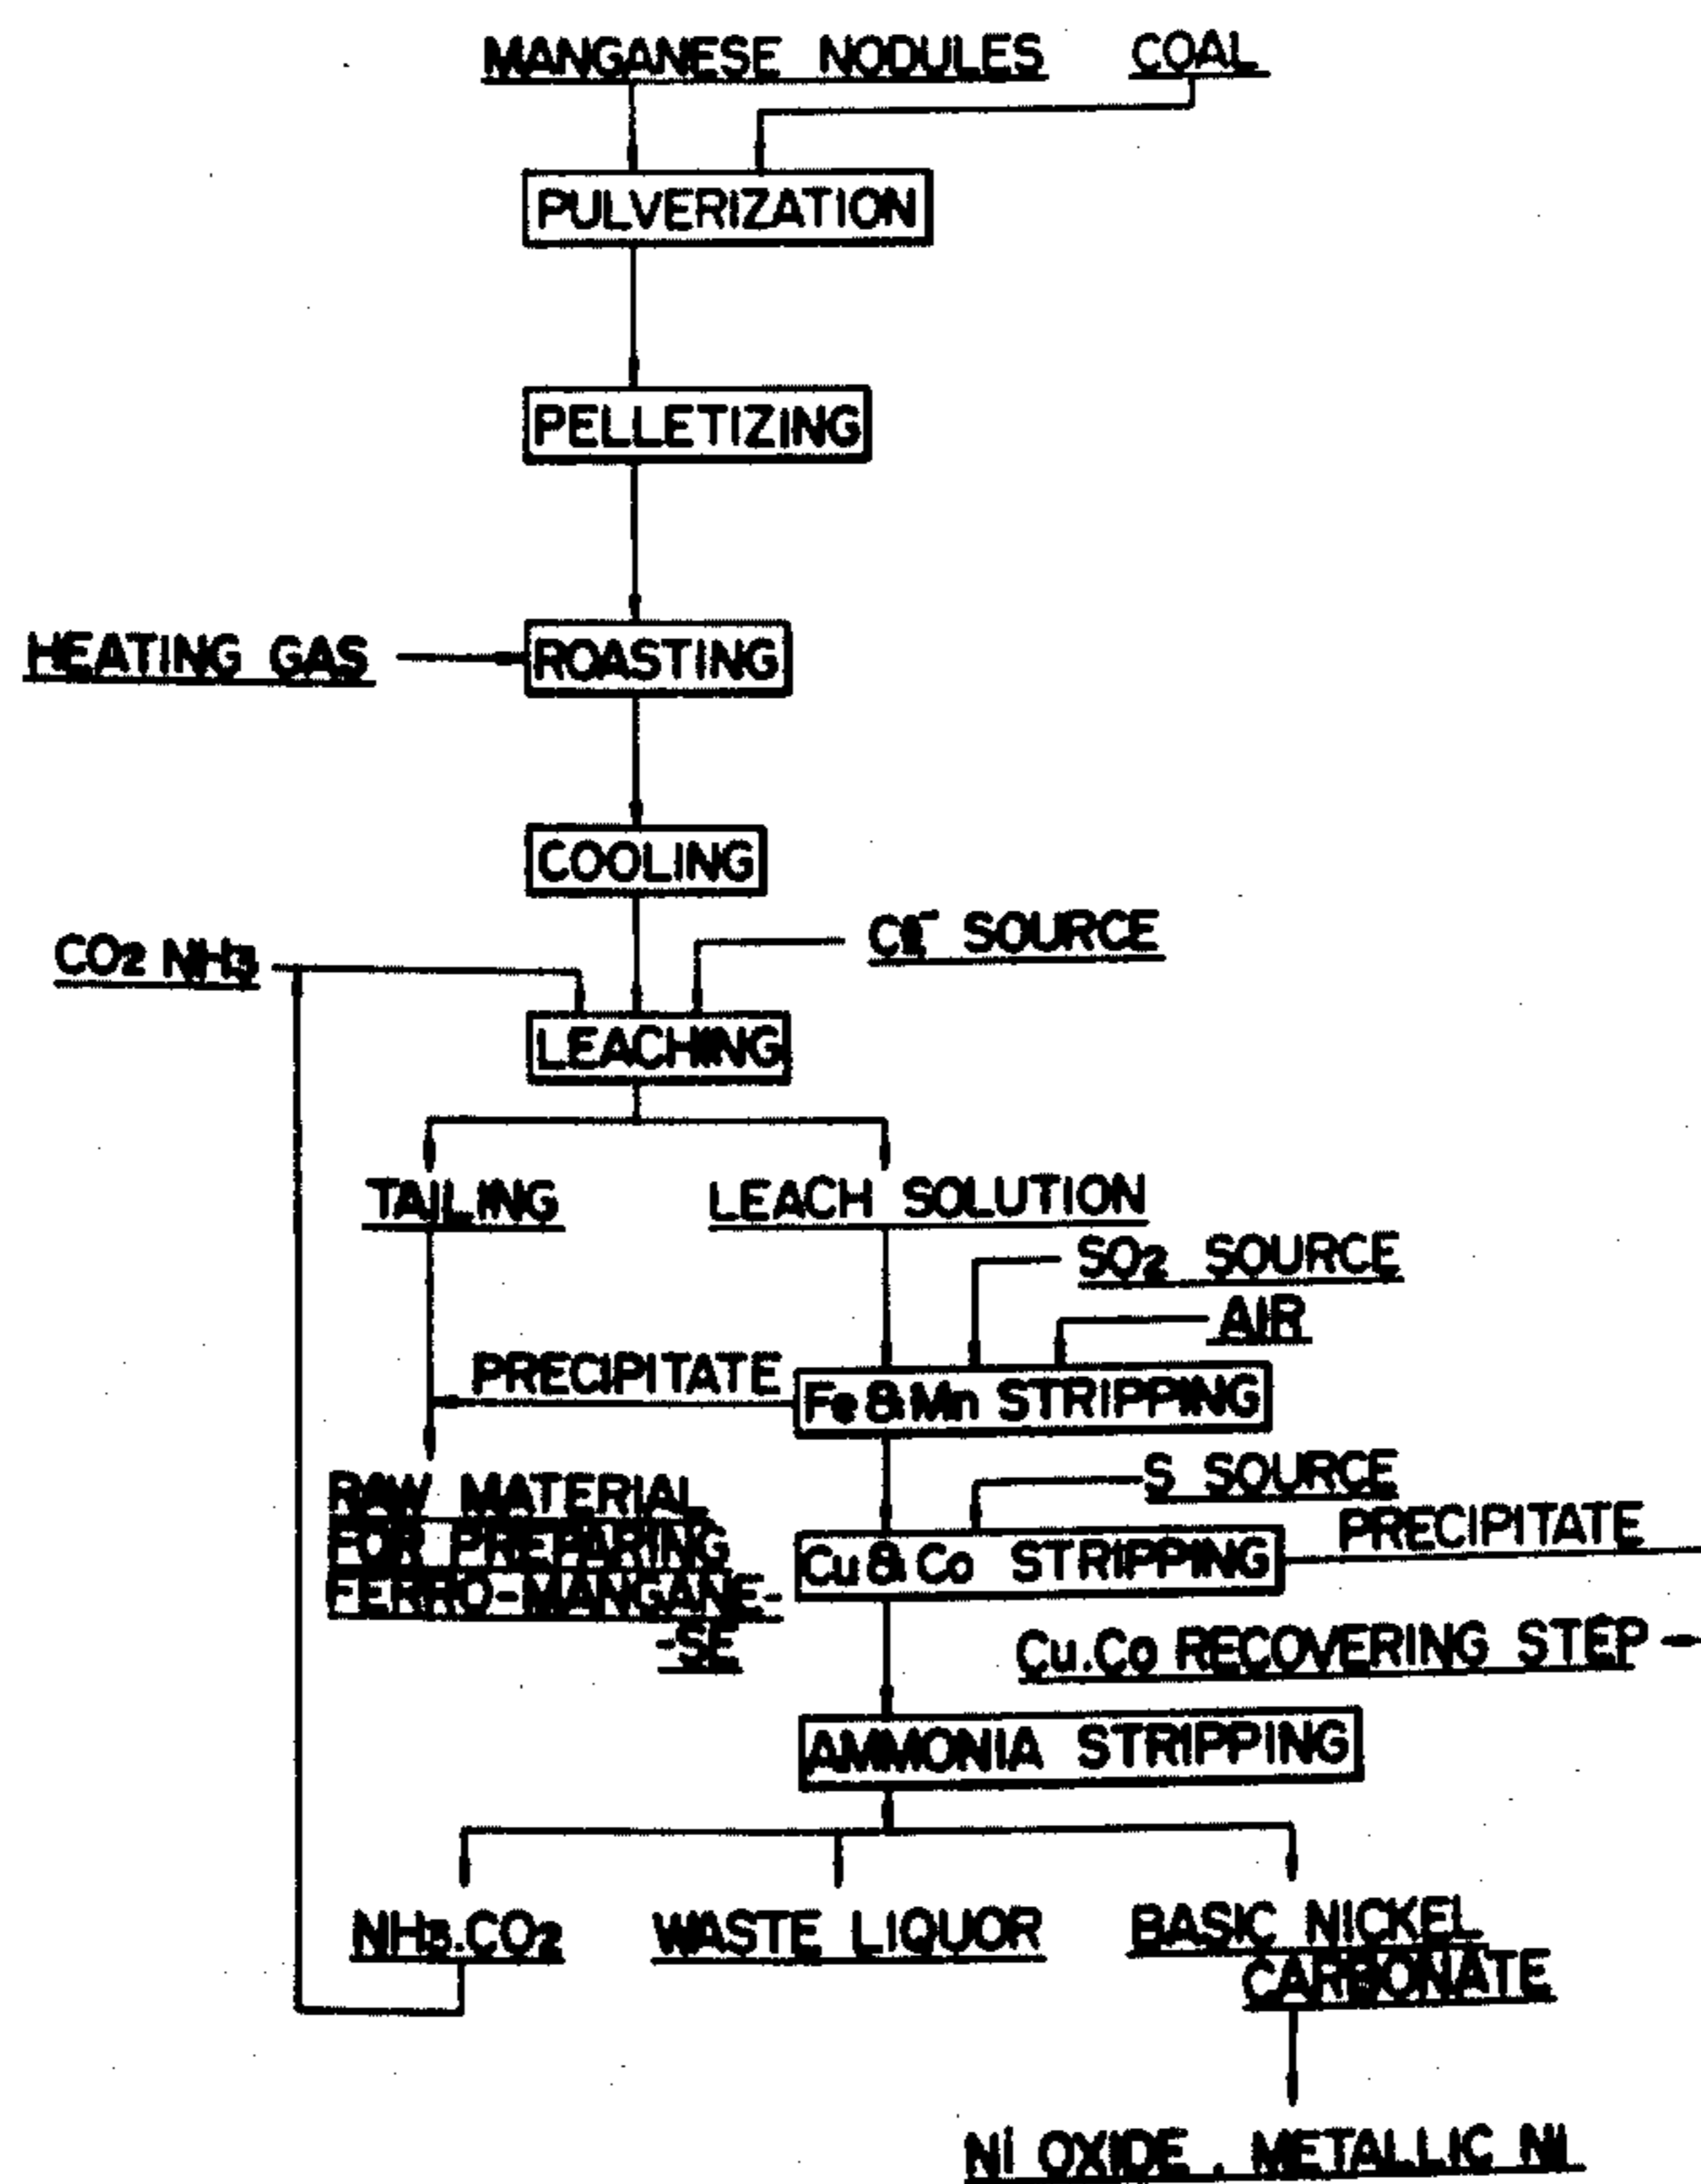 MANGANESE NODULES COAL
PULVERIZATION
PELLETIZING
HEATING GAS ROASTING
COOLING
CO2 NH3 Cl⁻ SOURCE
LEACHING
TAILING LEACH SOLUTION
SO2 SOURCE
AIR
PRECIPITATE Fe & Mn STRIPPING
S SOURCE
RAW MATERIAL
FOR PREPARING
FERRO-MANGANE-
-SE
Cu & Co STRIPPING PRECIPITATE
Cu.Co RECOVERING STEP
AMMONIA STRIPPING
NH3.CO2 WASTE LIQUOR BASIC NICKEL
CARBONATE
Ni OXIDE , METALLIC Ni